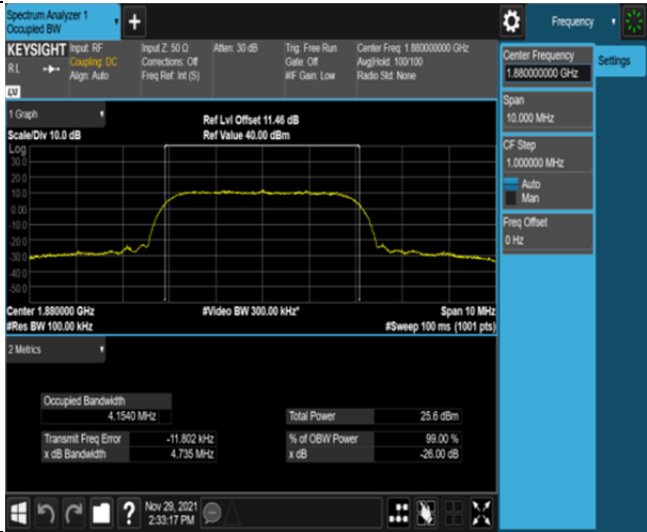 Spectrum Analyzer 1
Occupied BW
+
Frequency
KEYSIGHT
RL
Input: RF
Coupling: DC
Align: Auto
Input Z: 50 Ω
Corrections: Off
Freq Ref: Int (S)
Atten: 30 dB
Trig: Free Run
Gate: Off
#IF Gain: Low
Center Freq: 1.880000000 GHz
Avg|Hold: 100/100
Radio Std: None
LV
Center Frequency
1.880000000 GHz
Settings
Span
10.000 MHz
CF Step
1.000000 MHz
Auto
Man
Freq Offset
0 Hz
1 Graph
Scale/Div 10.0 dB
Ref Lvl Offset 11.46 dB
Ref Value 40.00 dBm
Log
30.0
20.0
10.0
0.00
-10.0
-20.0
-30.0
-40.0
-50.0
Center 1.880000 GHz
#Video BW 300.00 kHz*
Span 10 MHz
#Res BW 100.00 kHz
#Sweep 100 ms (1001 pts)
2 Metrics
Occupied Bandwidth
4.1540 MHz
Total Power 25.6 dBm
Transmit Freq Error -11.802 kHz
% of OBW Power 99.00 %
x dB Bandwidth 4.735 MHz
x dB -26.00 dB
?
Nov 29, 2021
2:33:17 PM